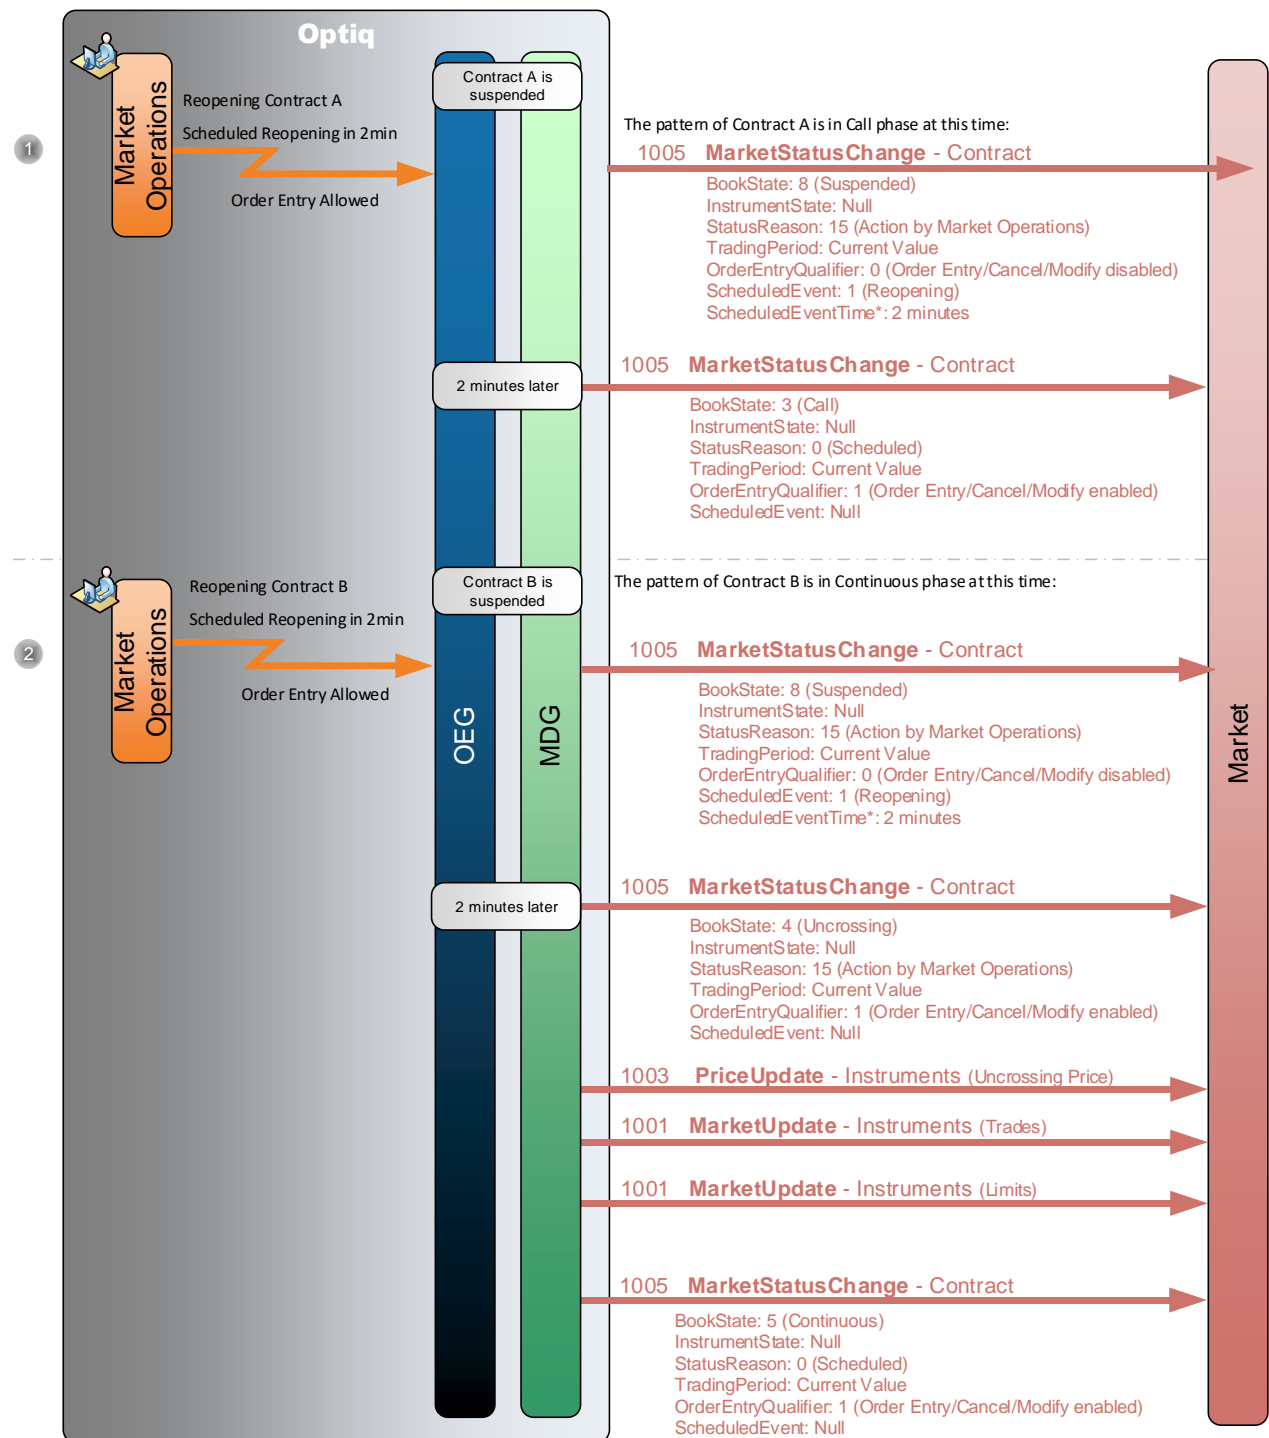 Optiq
Market
Operations
Reopening Contract A
Scheduled Reopening in 2min
Order Entry Allowed
Contract A is
suspended
1
The pattern of Contract A is in Call phase at this time:
1005 MarketStatusChange - Contract
BookState: 8 (Suspended)
InstrumentState: Null
StatusReason: 15 (Action by Market Operations)
TradingPeriod: Current Value
OrderEntryQualifier: 0 (Order Entry/Cancel/Modify disabled)
ScheduledEvent: 1 (Reopening)
ScheduledEventTime*: 2 minutes
2 minutes later
1005 MarketStatusChange - Contract
BookState: 3 (Call)
InstrumentState: Null
StatusReason: 0 (Scheduled)
TradingPeriod: Current Value
OrderEntryQualifier: 1 (Order Entry/Cancel/Modify enabled)
ScheduledEvent: Null
2
Market
Operations
Reopening Contract B
Scheduled Reopening in 2min
Order Entry Allowed
Contract B is
suspended
The pattern of Contract B is in Continuous phase at this time:
1005 MarketStatusChange - Contract
BookState: 8 (Suspended)
InstrumentState: Null
StatusReason: 15 (Action by Market Operations)
TradingPeriod: Current Value
OrderEntryQualifier: 0 (Order Entry/Cancel/Modify disabled)
ScheduledEvent: 1 (Reopening)
ScheduledEventTime*: 2 minutes
OEG
MDG
Market
2 minutes later
1005 MarketStatusChange - Contract
BookState: 4 (Uncrossing)
InstrumentState: Null
StatusReason: 15 (Action by Market Operations)
TradingPeriod: Current Value
OrderEntryQualifier: 1 (Order Entry/Cancel/Modify enabled)
ScheduledEvent: Null
1003 PriceUpdate - Instruments (Uncrossing Price)
1001 MarketUpdate - Instruments (Trades)
1001 MarketUpdate - Instruments (Limits)
1005 MarketStatusChange - Contract
BookState: 5 (Continuous)
InstrumentState: Null
StatusReason: 0 (Scheduled)
TradingPeriod: Current Value
OrderEntryQualifier: 1 (Order Entry/Cancel/Modify enabled)
ScheduledEvent: Null